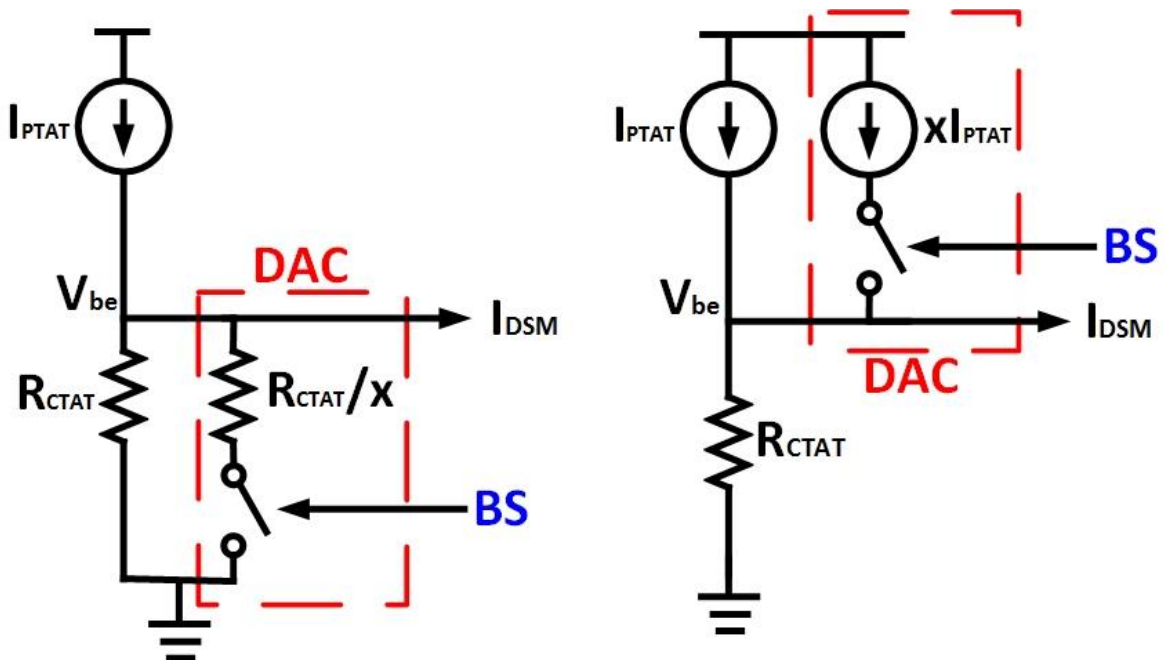 IPTAT
DAC
Vbe
IDSM
RCTAT
RCTAT/x
BS
IPTAT
xIPTAT
BS
Vbe
IDSM
DAC
RCTAT